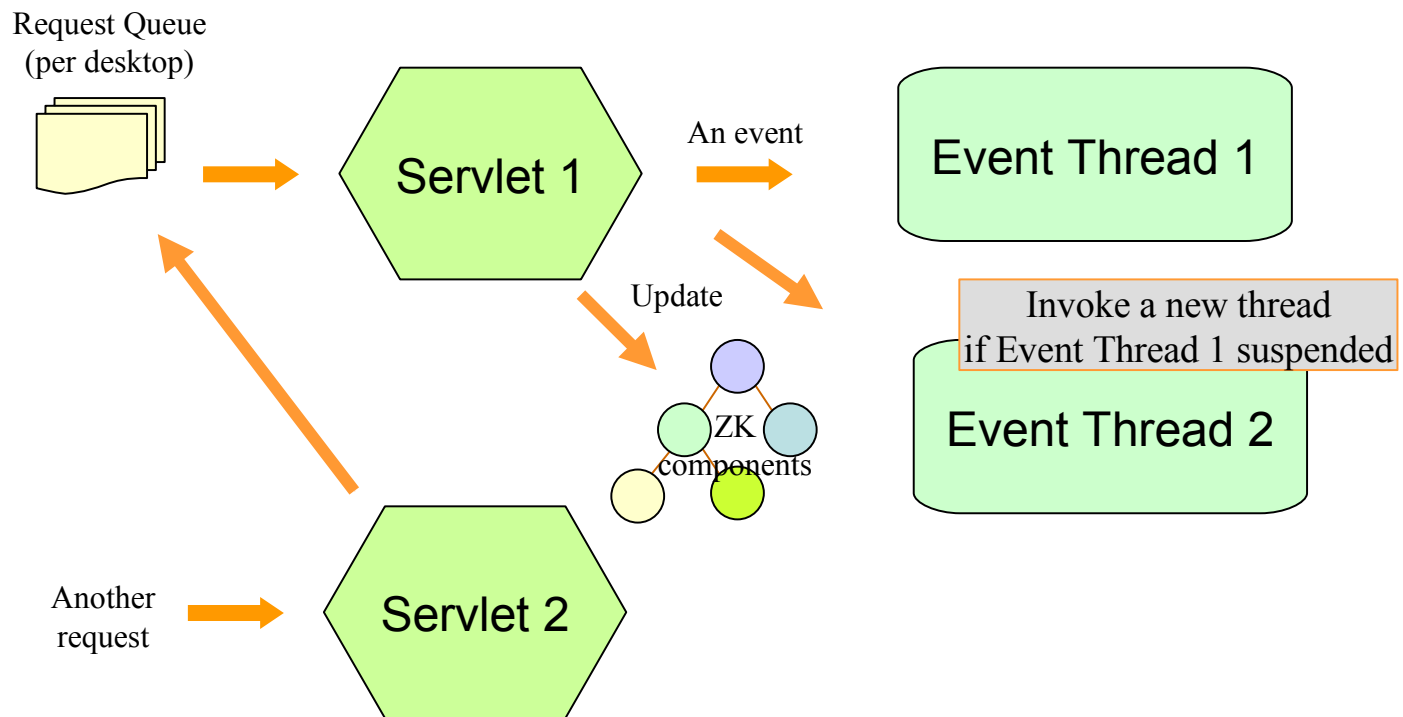 Request Queue
(per desktop)
Servlet 1
An event
Event Thread 1
Update
Invoke a new thread
if Event Thread 1 suspended
ZK
components
Event Thread 2
Another
request
Servlet 2